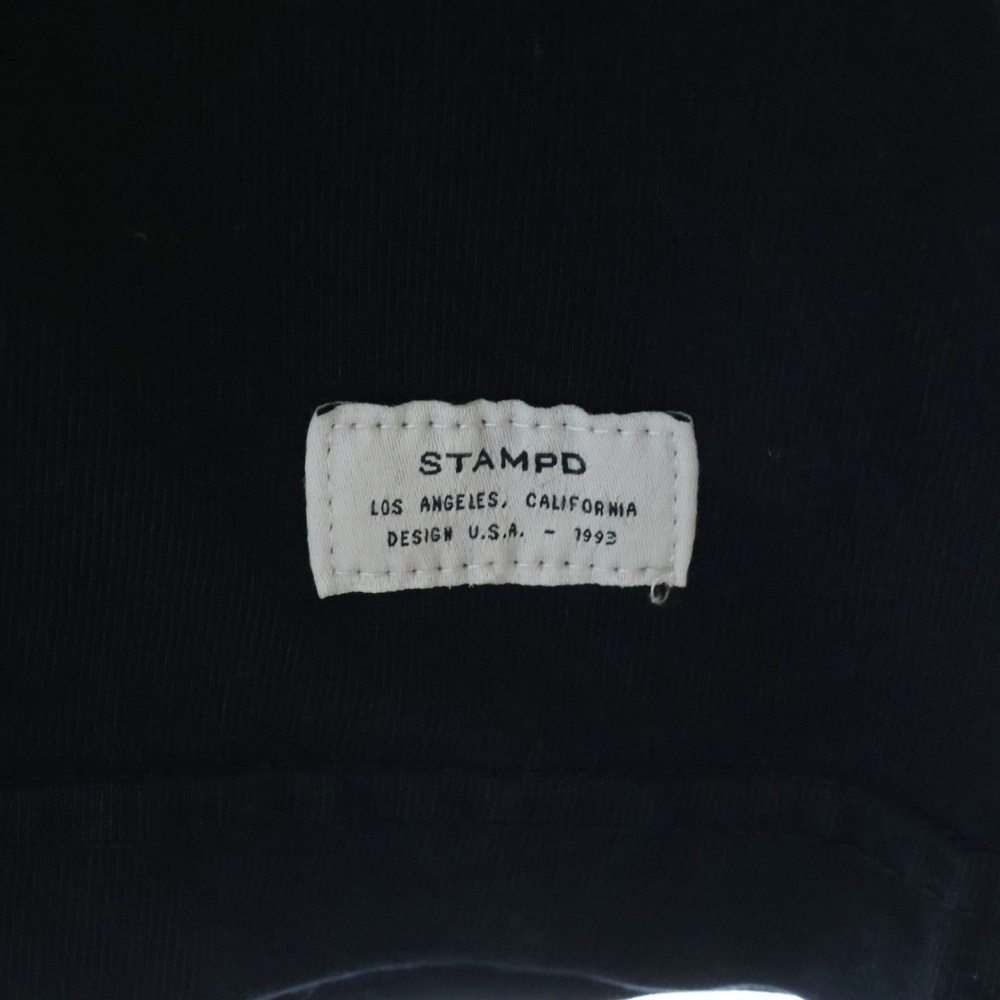 STAMPD
LOS ANGELES, CALIFORNIA
DESIGN U.S.A. - 1993